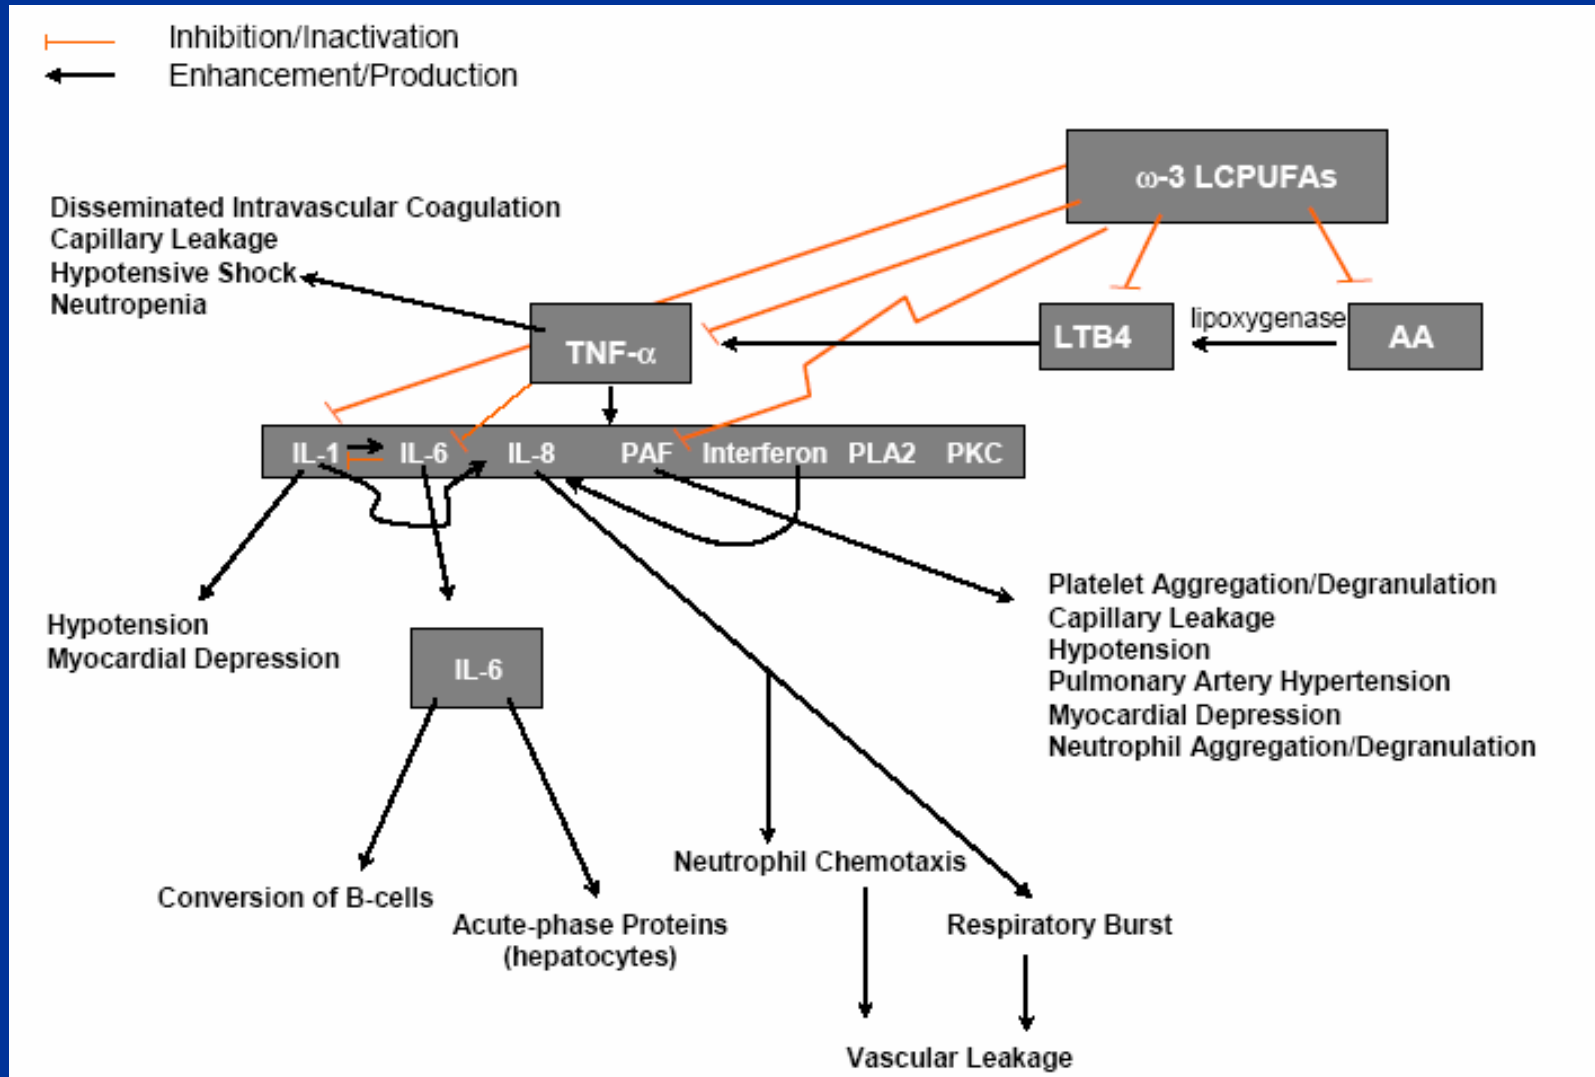 Inhibition/Inactivation
Enhancement/Production
ω-3 LCPUFAs
Disseminated Intravascular Coagulation
Capillary Leakage
Hypotensive Shock
Neutropenia
TNF-α
LTB4
lipoxygenase
AA
IL-1 IL-6 IL-8 PAF Interferon PLA2 PKC
Hypotension
Myocardial Depression
IL-6
Platelet Aggregation/Degranulation
Capillary Leakage
Hypotension
Pulmonary Artery Hypertension
Myocardial Depression
Neutrophil Aggregation/Degranulation
Conversion of B-cells
Acute-phase Proteins
(hepatocytes)
Neutrophil Chemotaxis
Respiratory Burst
Vascular Leakage